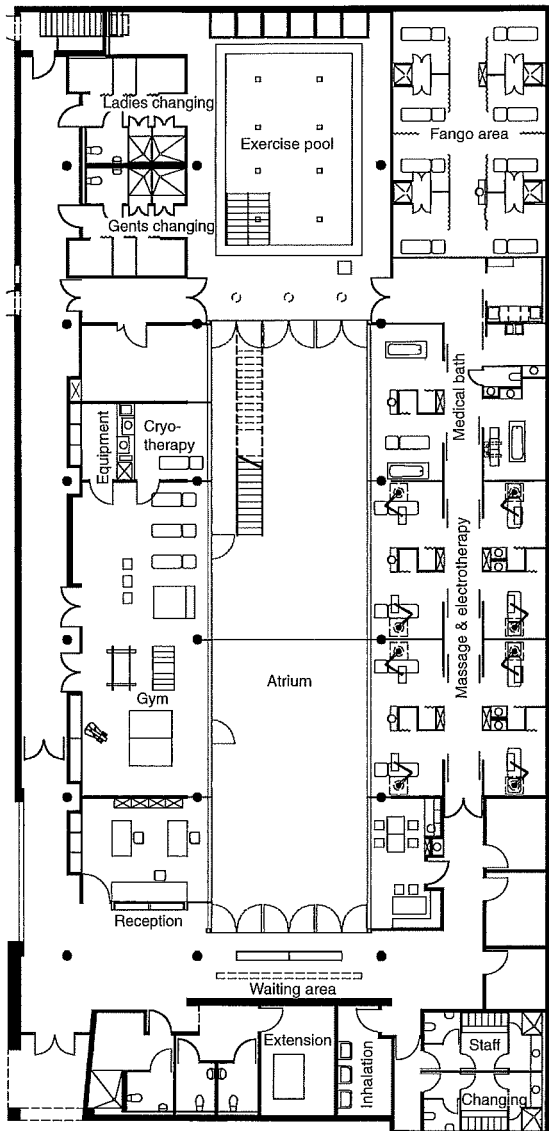 Ladies changing
Exercise pool
Fango area
Gents changing
Equipment
Cryo-
therapy
Medical bath
Massage & electrotherapy
Gym
Atrium
Reception
Waiting area
Extension
Inhalation
Staff
Changing